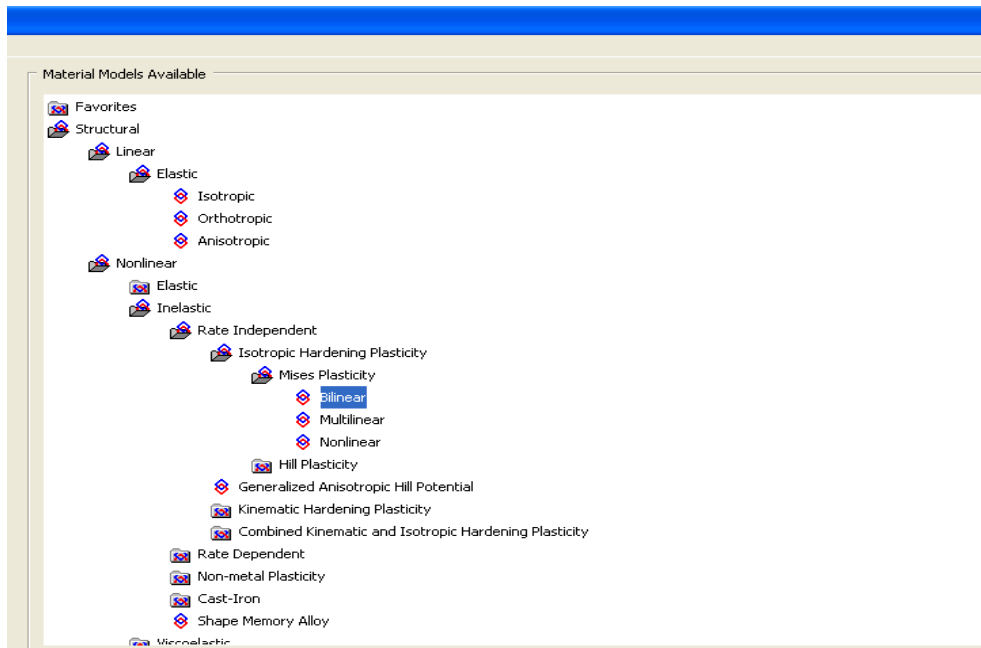 Material Models Available
Favorites
Structural
Linear
Elastic
Isotropic
Orthotropic
Anisotropic
Nonlinear
Elastic
Inelastic
Rate Independent
Isotropic Hardening Plasticity
Mises Plasticity
Bilinear
Multilinear
Nonlinear
Hill Plasticity
Generalized Anisotropic Hill Potential
Kinematic Hardening Plasticity
Combined Kinematic and Isotropic Hardening Plasticity
Rate Dependent
Non-metal Plasticity
Cast-Iron
Shape Memory Alloy
Viscoelastic